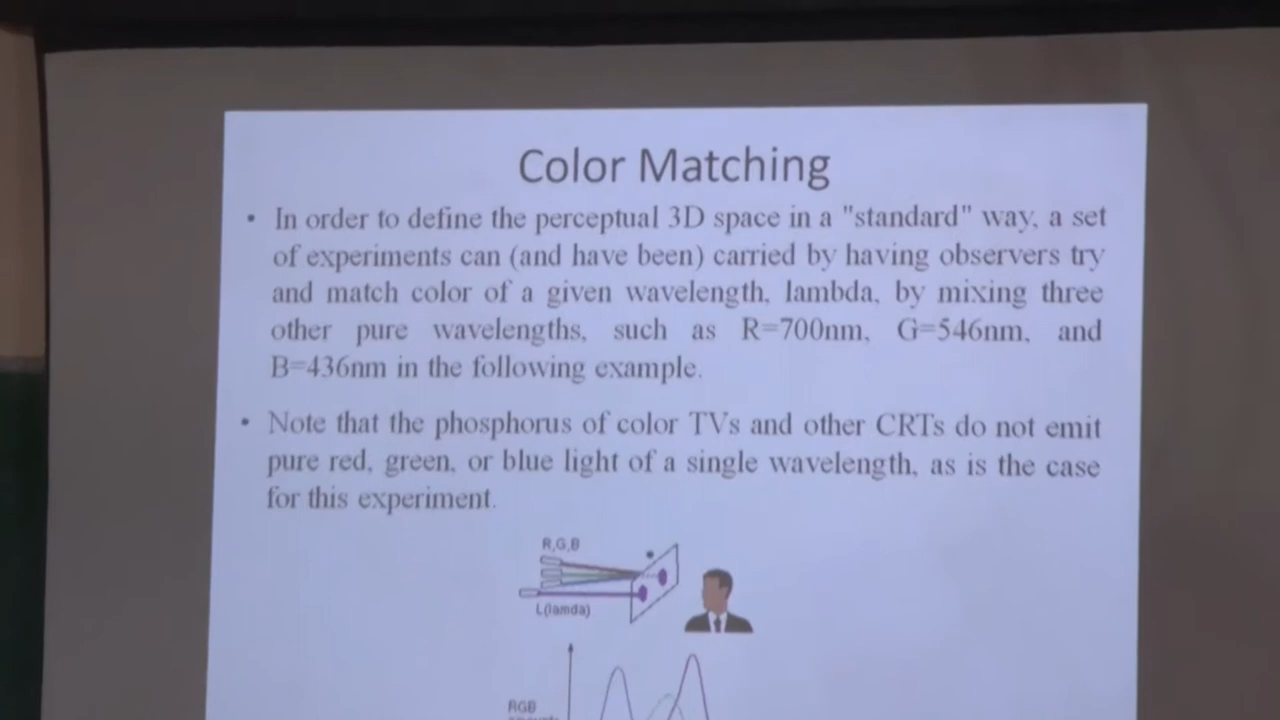 Color Matching
• In order to define the perceptual 3D space in a "standard" way, a set
of experiments can (and have been) carried by having observers try
and match color of a given wavelength, lambda, by mixing three
other pure wavelengths, such as R=700nm, G=546nm, and
B=436nm in the following example.
• Note that the phosphorus of color TVs and other CRTs do not emit
pure red, green, or blue light of a single wavelength, as is the case
for this experiment.
R,G,B
L(lamda)
RGB